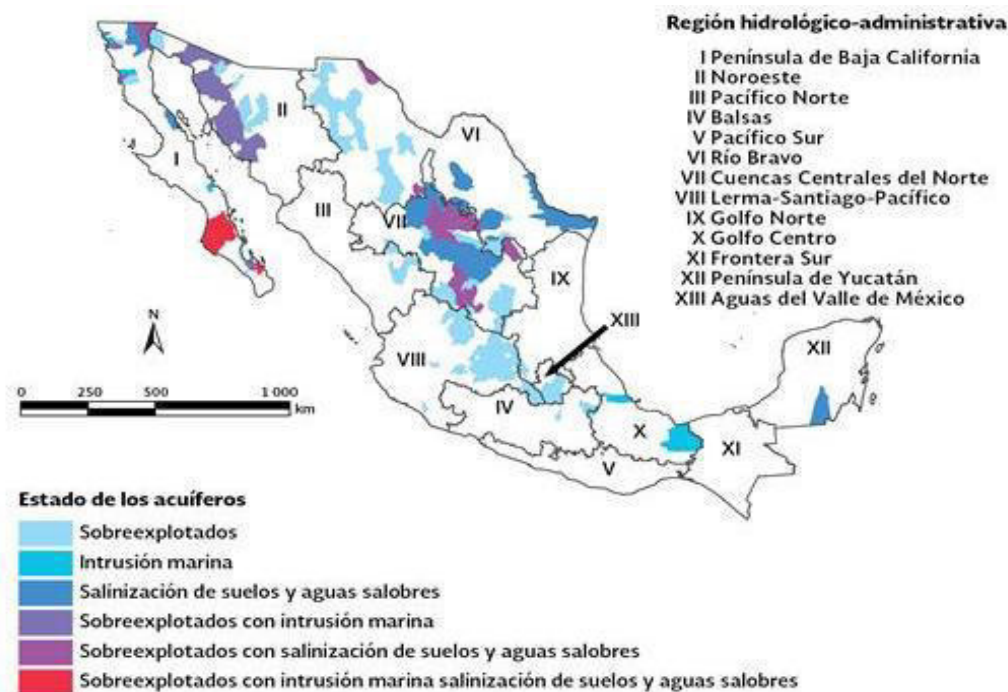 Región hidrológico-administrativa
I Península de Baja California
II Noroeste
III Pacífico Norte
IV Balsas
V Pacífico Sur
VI Río Bravo
VII Cuencas Centrales del Norte
VIII Lerma-Santiago-Pacífico
IX Golfo Norte
X Golfo Centro
XI Frontera Sur
XII Península de Yucatán
XIII Aguas del Valle de México
II
VI
I
III
VII
IX
XIII
N
VIII
XII
0 250 500 1 000
km
IV
X
XI
V
Estado de los acuíferos
Sobreexplotados
Intrusión marina
Salinización de suelos y aguas salobres
Sobreexplotados con intrusión marina
Sobreexplotados con salinización de suelos y aguas salobres
Sobreexplotados con intrusión marina salinización de suelos y aguas salobres